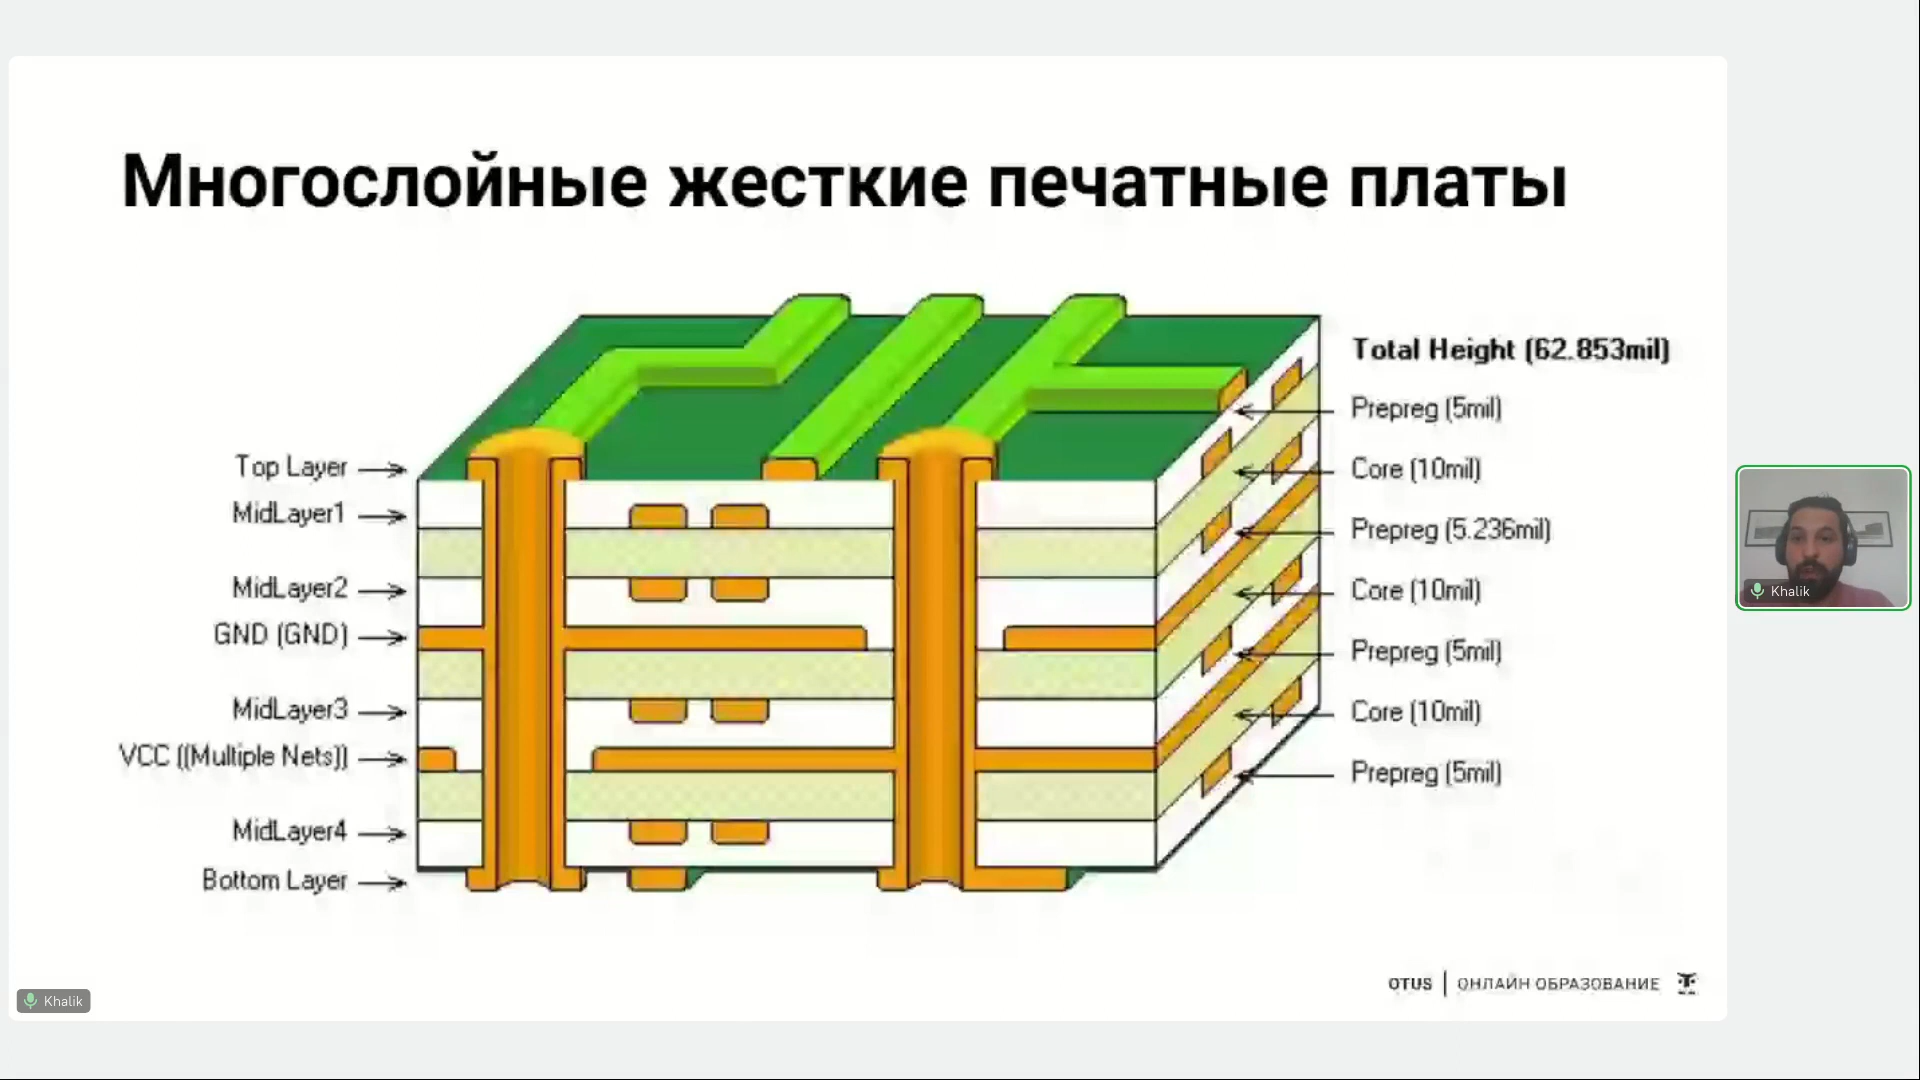 Многослойные жесткие печатные платы
Total Height (62.853mil)
Prepreg (5mil)
Top Layer
Core (10mil)
MidLayer1
Prepreg (5.236mil)
MidLayer2
Core (10mil)
GND (GND)
Prepreg (5mil)
MidLayer3
Core (10mil)
VCC ((Multiple Nets))
Prepreg (5mil)
MidLayer4
Bottom Layer
Khalik
OTUS | ОНЛАЙН ОБРАЗОВАНИЕ
Khalik